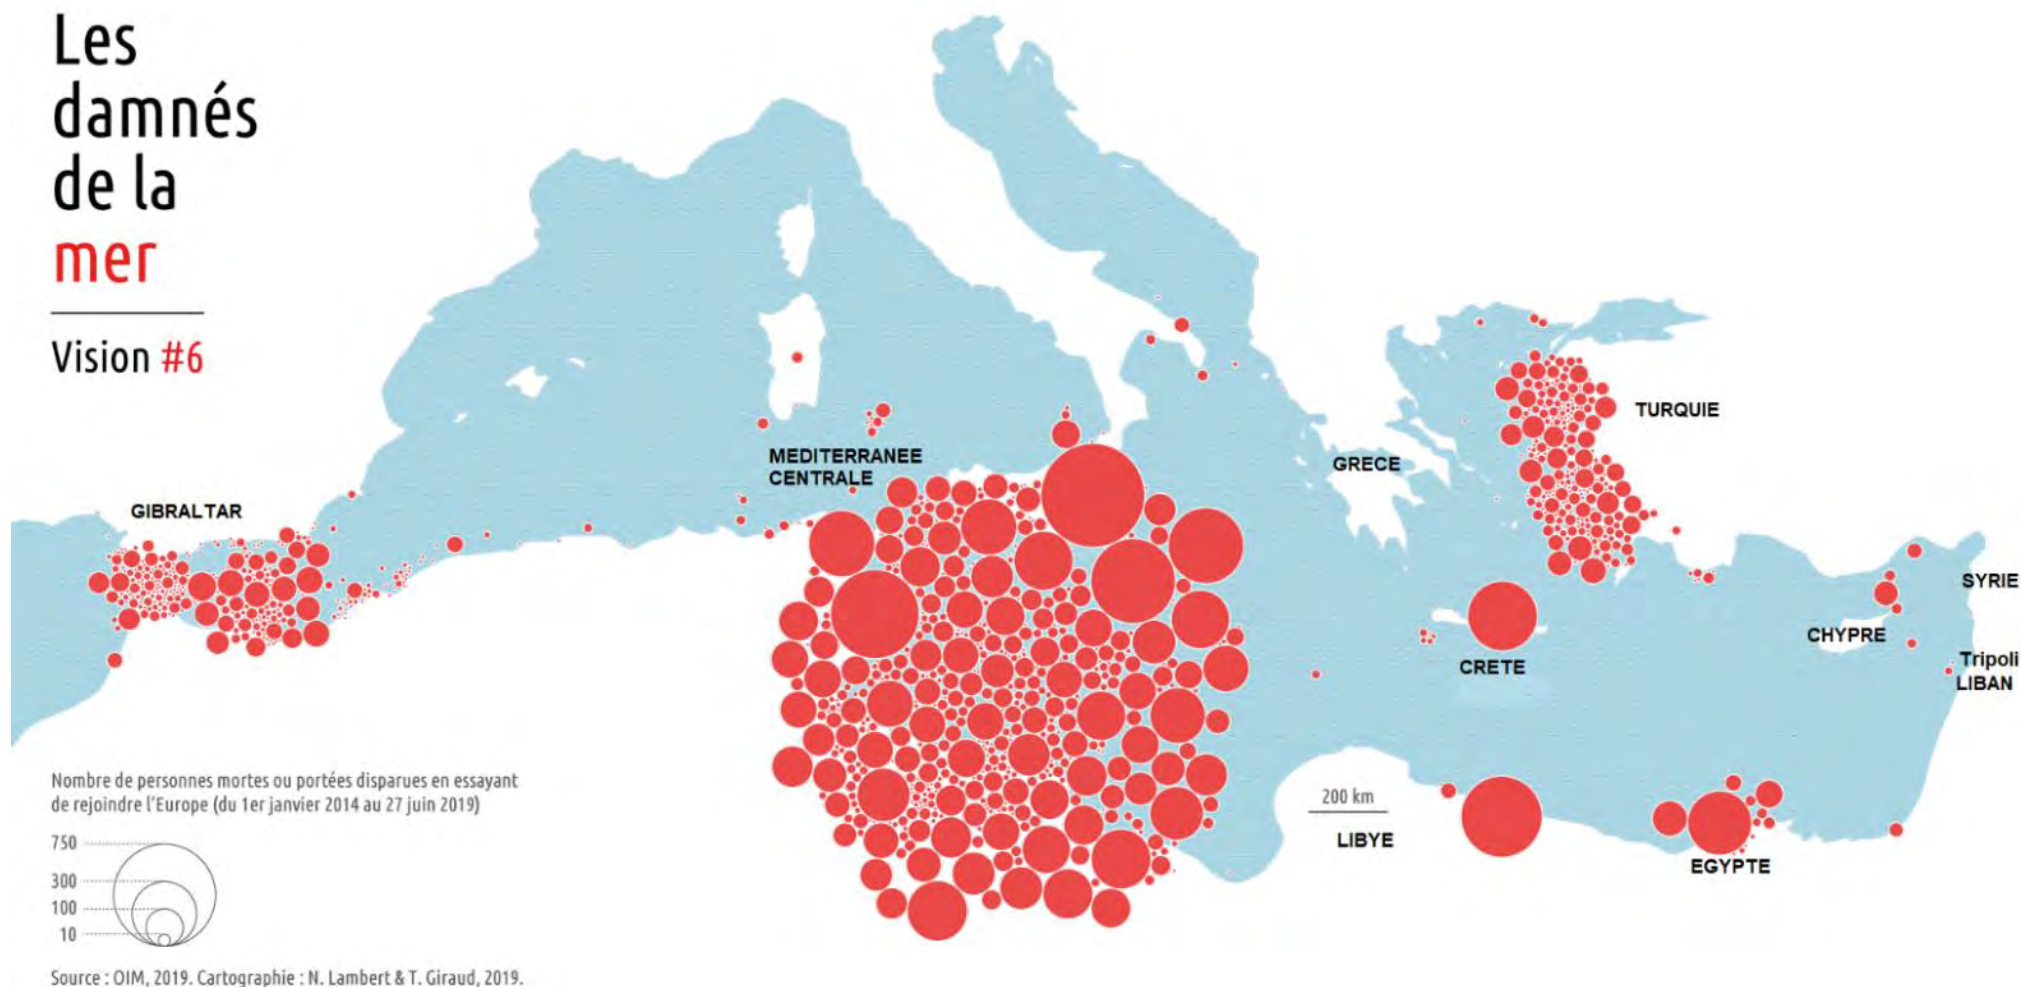 Les
damnés
de la
mer
Vision #6
GIBRALTAR
MEDITERRANEE
CENTRALE
GRECE
TURQUIE
SYRIE
CHYPRE
Tripoli
LIBAN
CRETE
200 km
LIBYE
EGYPTE
Nombre de personnes mortes ou portées disparues en essayant
de rejoindre l'Europe (du 1er janvier 2014 au 27 juin 2019)
750
300
100
10
Source : OIM, 2019. Cartographie : N. Lambert & T. Giraud, 2019.